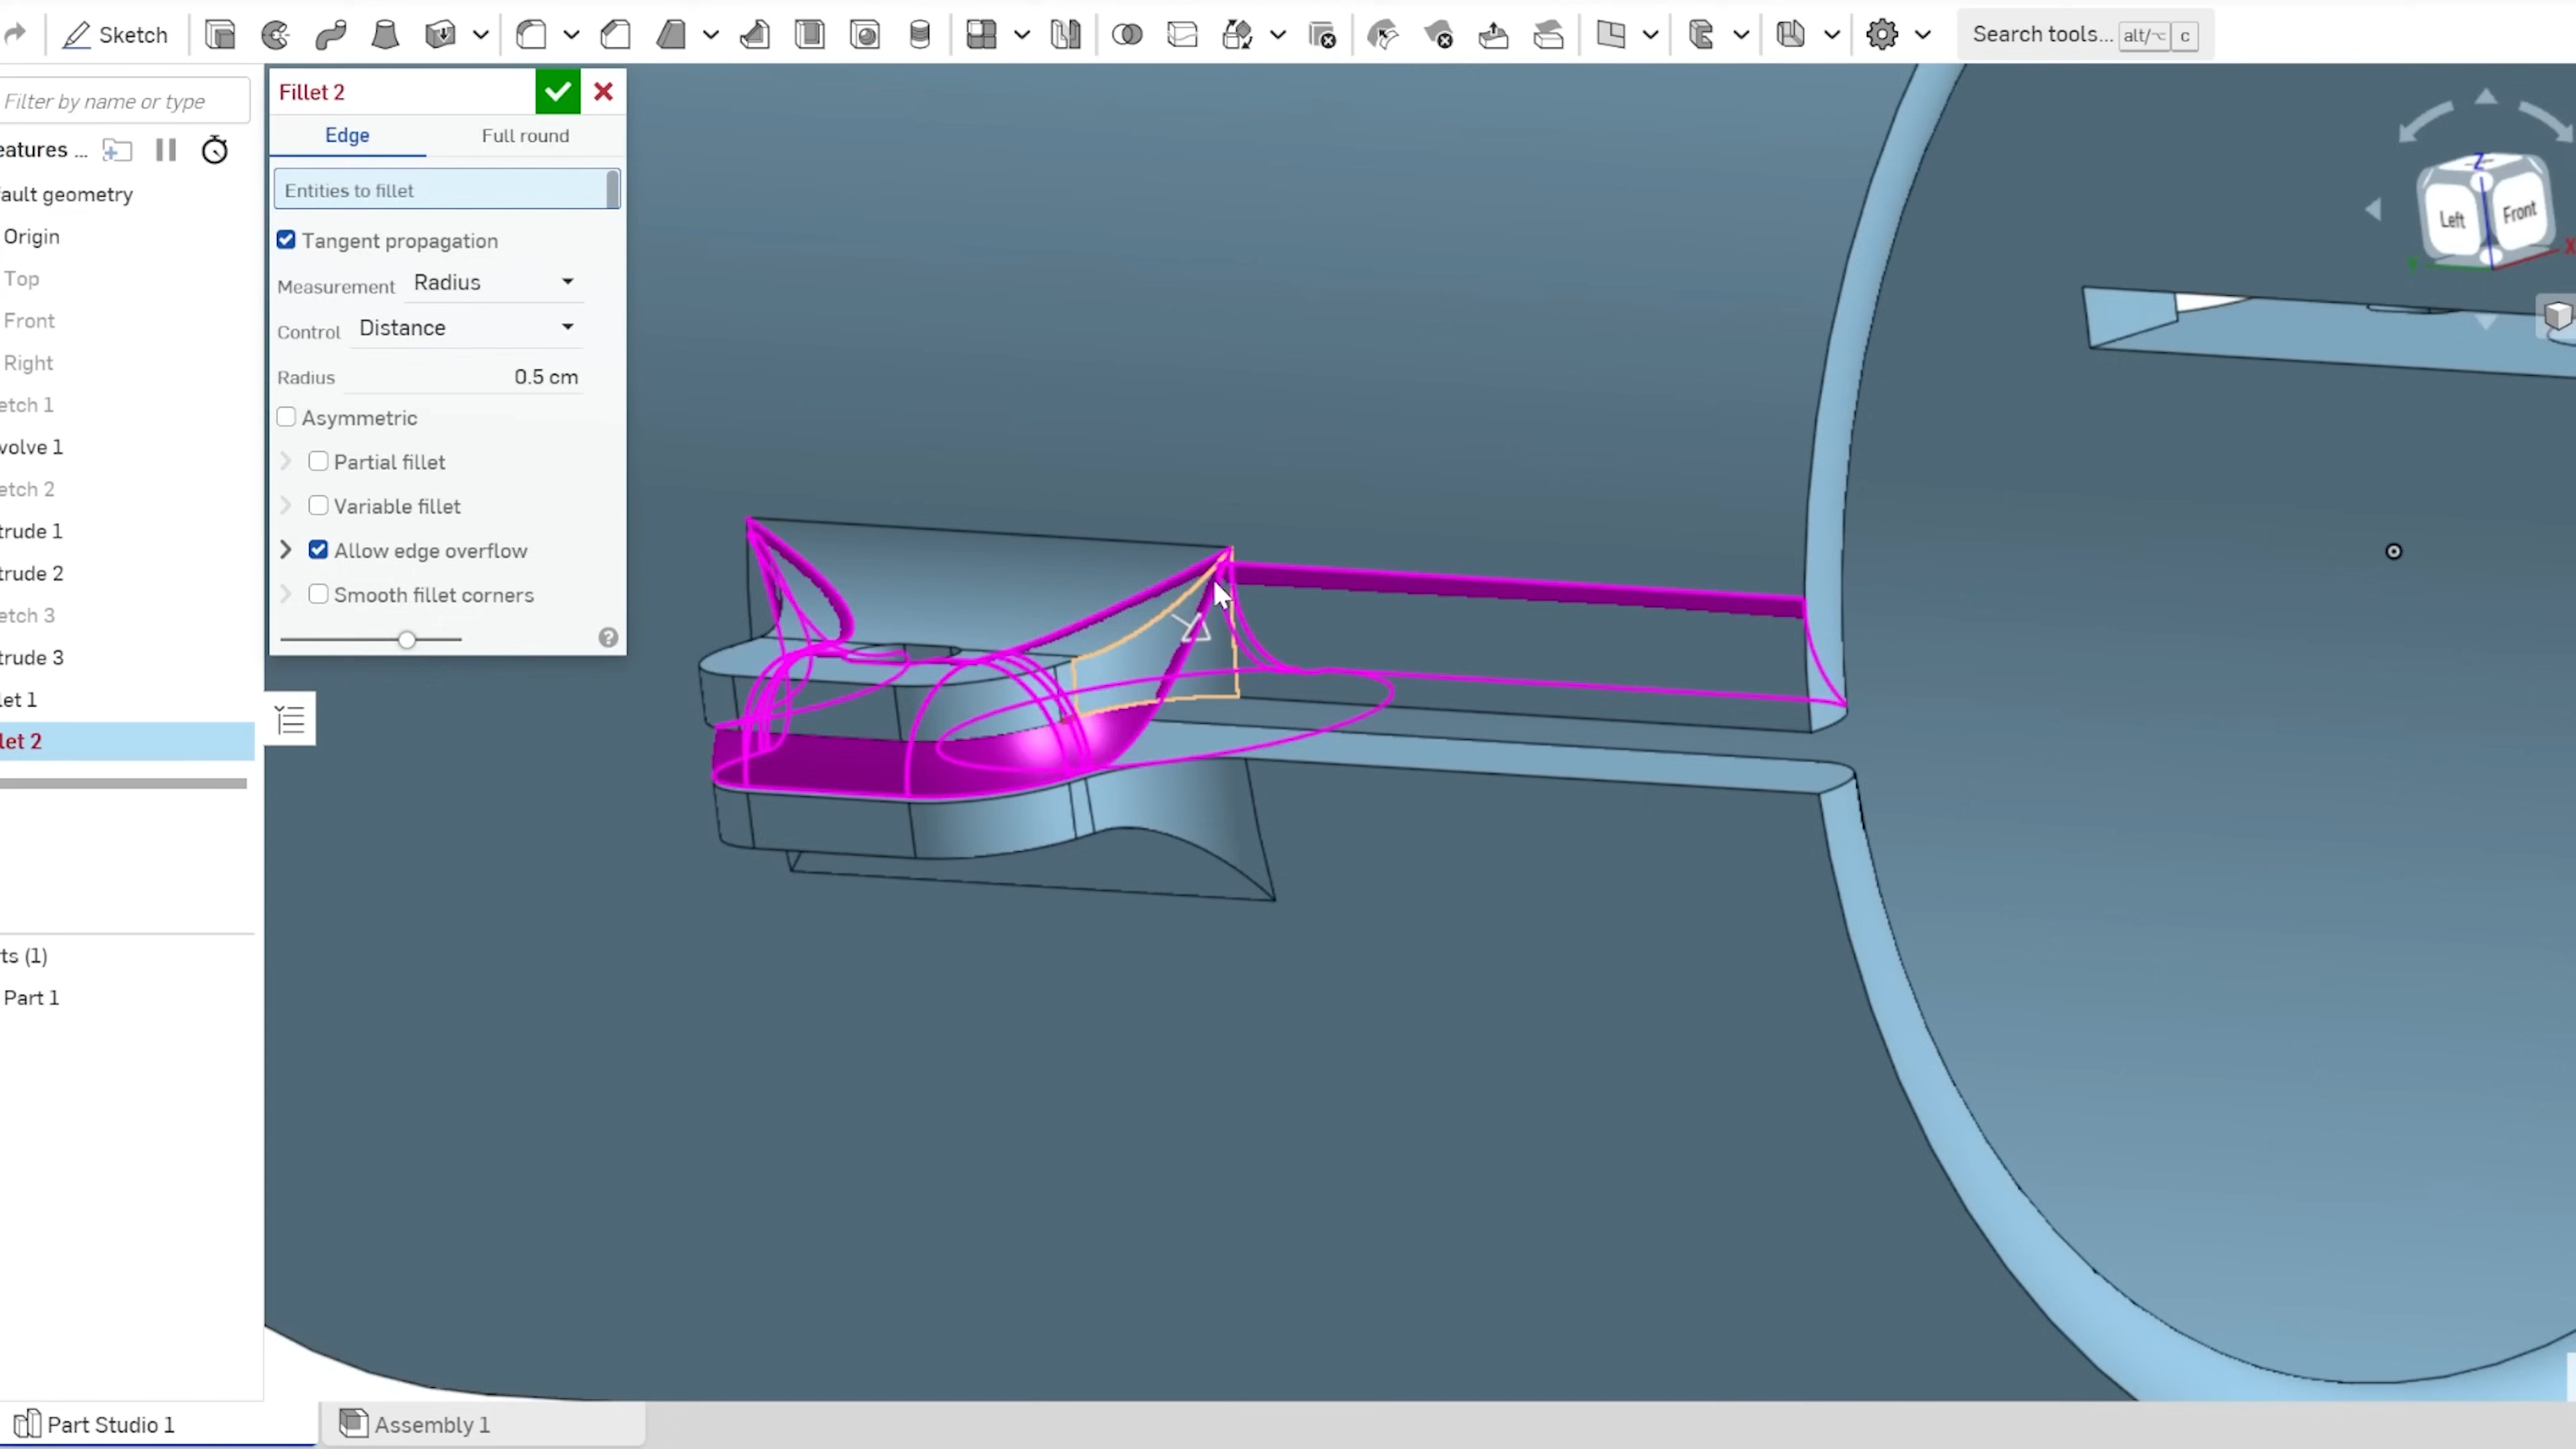 Sketch
Search tools... alt/⌥ c
Filter by name or type
eatures ...
fault geometry
Origin
Top
Front
Right
etch 1
volve 1
etch 2
trude 1
trude 2
etch 3
trude 3
let 1
let 2
ts (1)
Part 1
Fillet 2
Edge Full round
Entities to fillet
Tangent propagation
Measurement Radius
Control Distance
Radius 0.5 cm
Asymmetric
Partial fillet
Variable fillet
Allow edge overflow
Smooth fillet corners
Z
Left Front
X
Y
Part Studio 1 Assembly 1